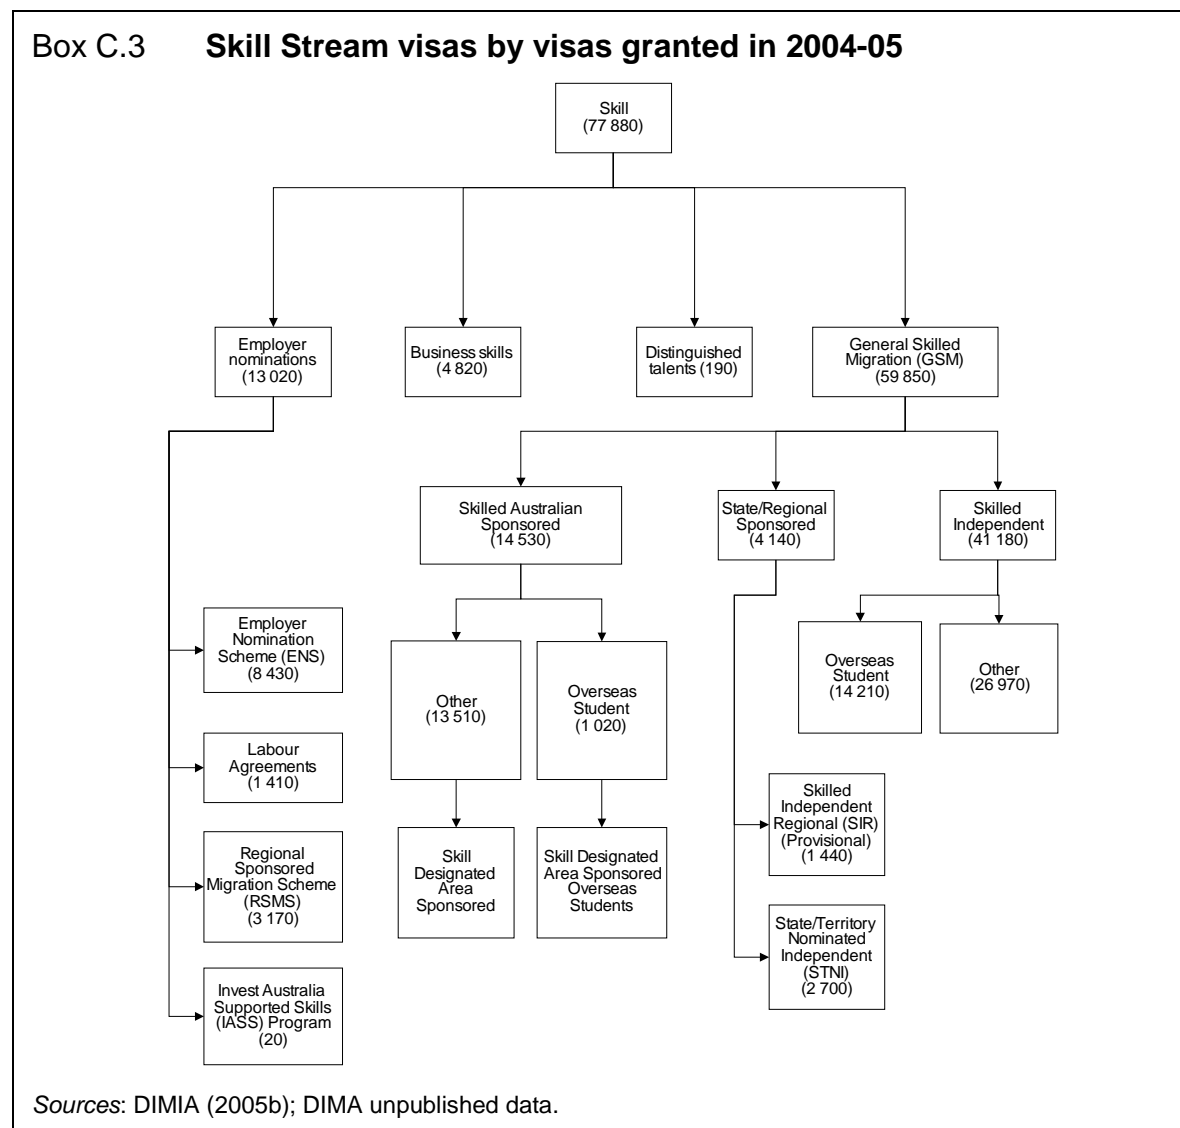 Box C.3 Skill Stream visas by visas granted in 2004-05
Skill
(77 880)
Employer
nominations
(13 020)
Business skills
(4 820)
Distinguished
talents (190)
General Skilled
Migration (GSM)
(59 850)
Skilled Australian
Sponsored
(14 530)
State/Regional
Sponsored
(4 140)
Skilled
Independent
(41 180)
Employer
Nomination
Scheme (ENS)
(8 430)
Labour
Agreements
(1 410)
Regional
Sponsored
Migration Scheme
(RSMS)
(3 170)
Invest Australia
Supported Skills
(IASS) Program
(20)
Other
(13 510)
Overseas
Student
(1 020)
Skill
Designated
Area
Sponsored
Skill Designated
Area Sponsored
Overseas
Students
Overseas
Student
(14 210)
Other
(26 970)
Skilled
Independent
Regional (SIR)
(Provisional)
(1 440)
State/Territory
Nominated
Independent
(STNI)
(2 700)
Sources: DIMIA (2005b); DIMA unpublished data.